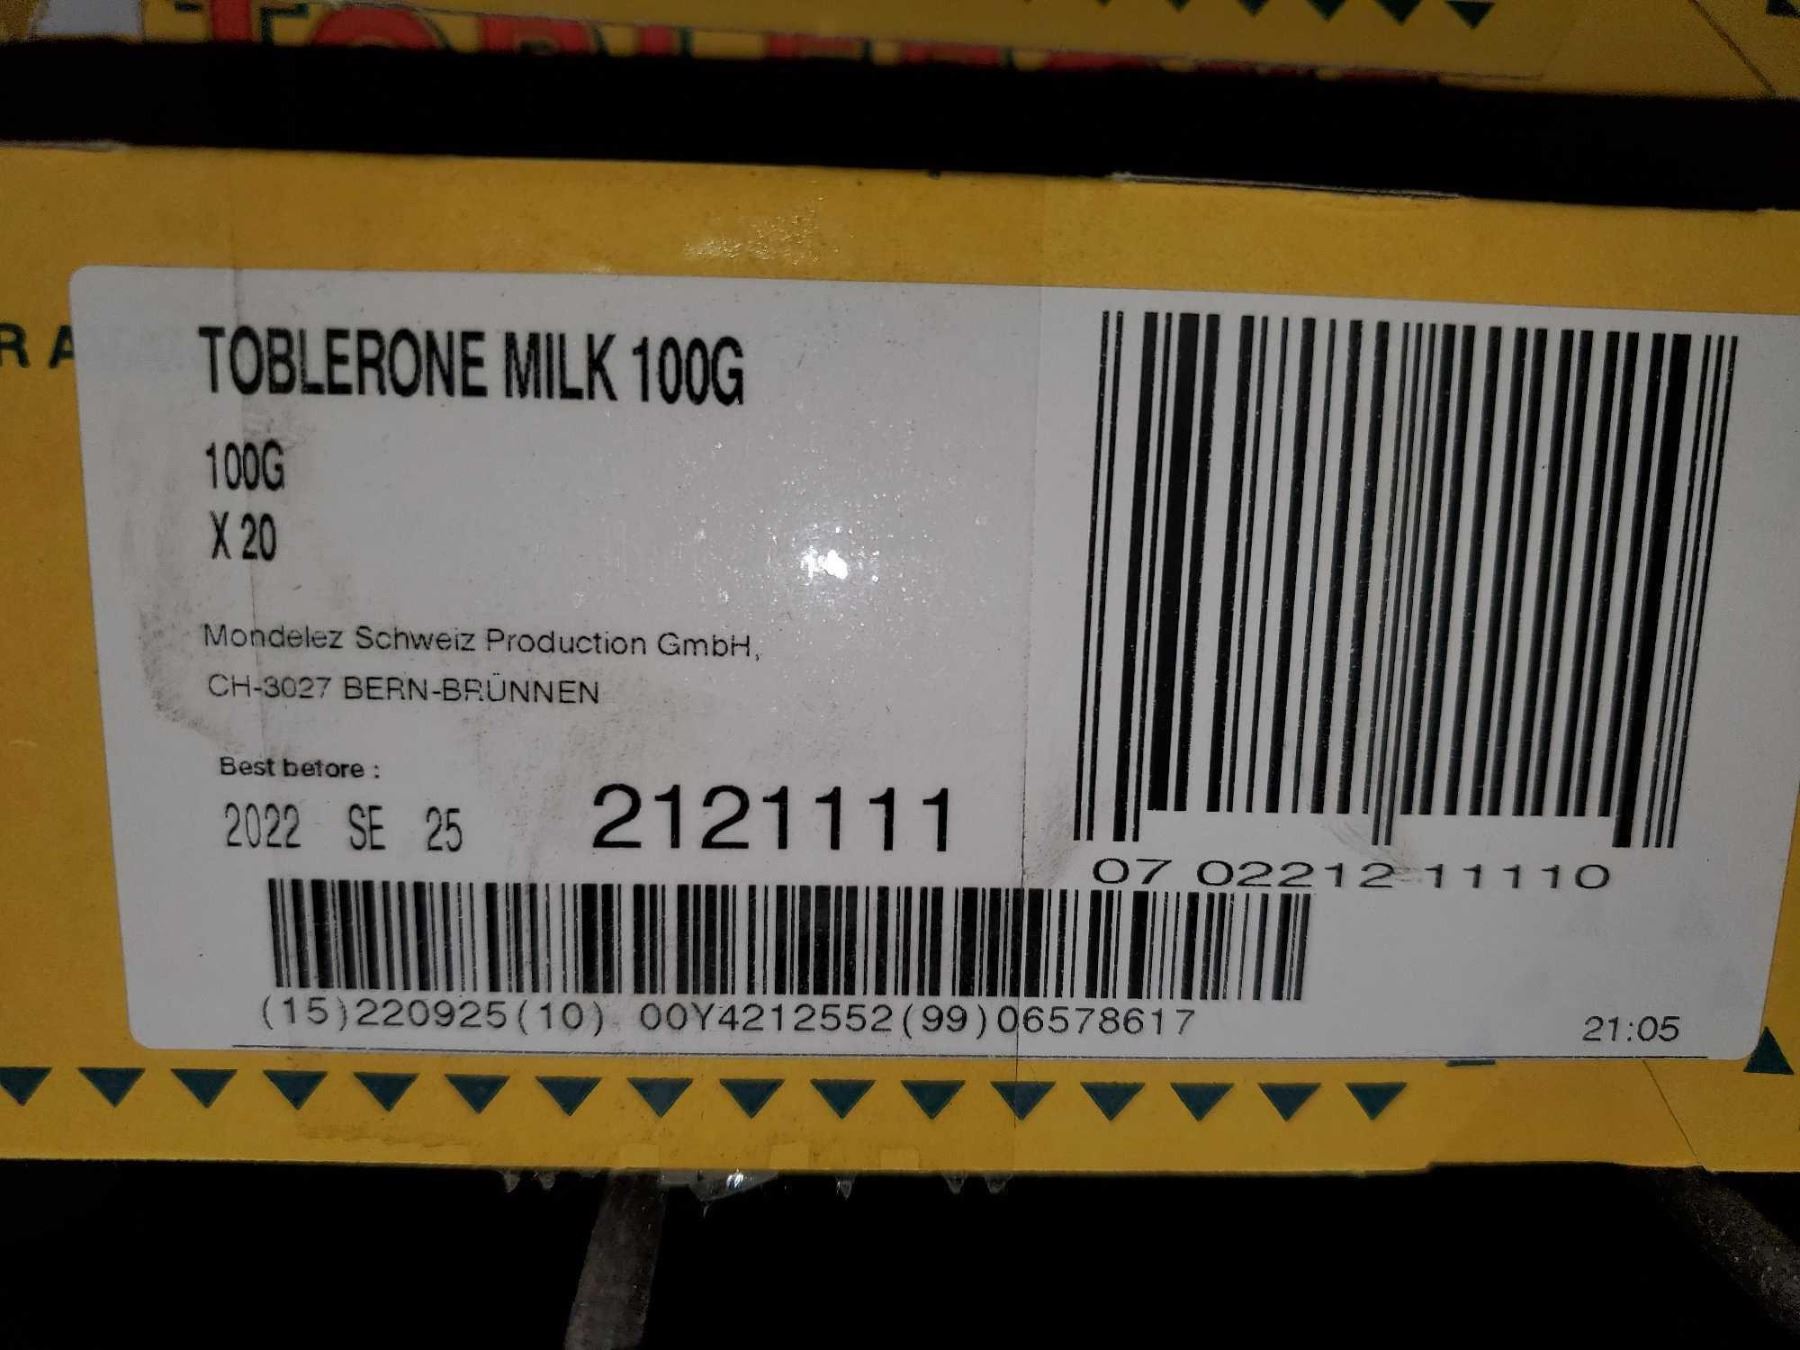 TOBLERONE
R A
TOBLERONE MILK 100G
100G
X 20
Mondelez Schweiz Production GmbH,
CH-3027 BERN-BRÜNNEN
Best before :
2022 SE 25
2121111
07 02212 11110
(15)220925(10) 00Y4212552(99)06578617
21:05